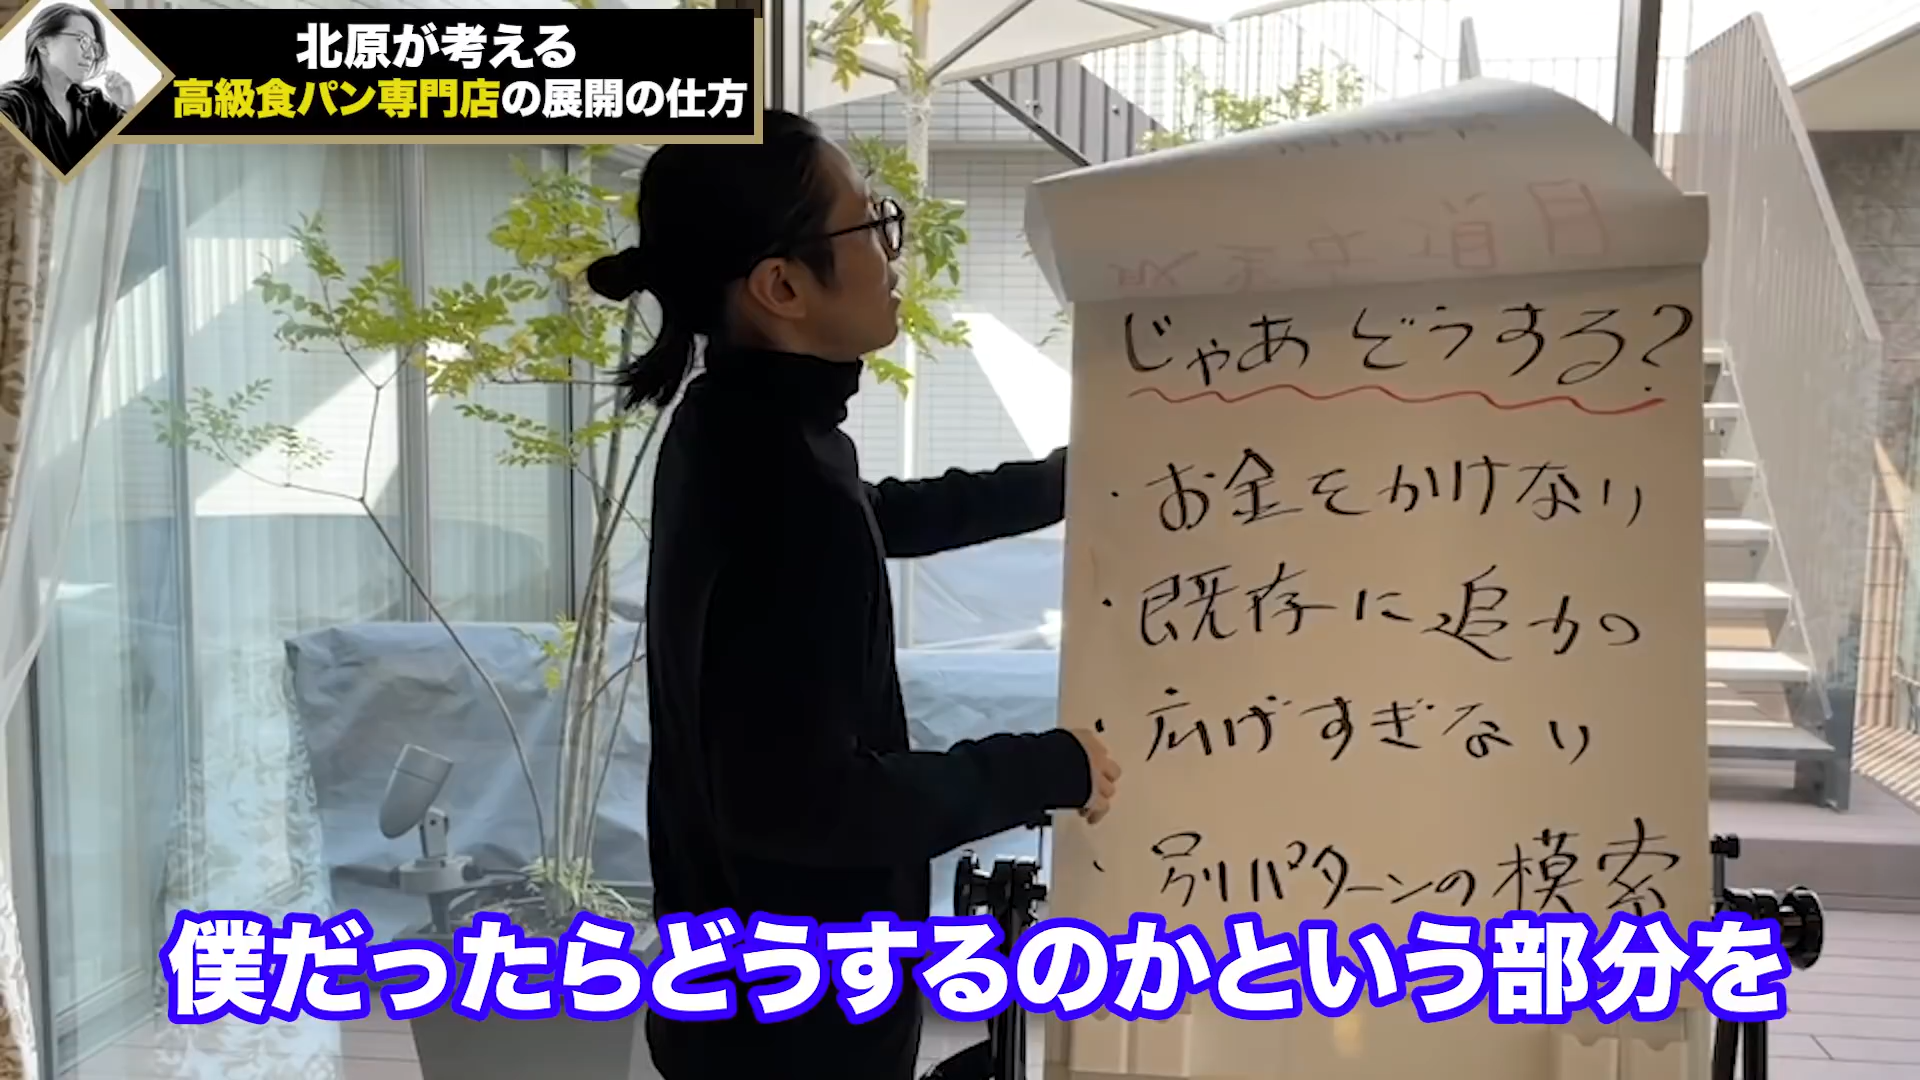 北原が考える
高級食パン専門店の展開の仕方
じゃあどうする?
・お金をかけない
・既存に追加の
・広げすぎない
・別パターンの模索
僕だったらどうするのかという部分を